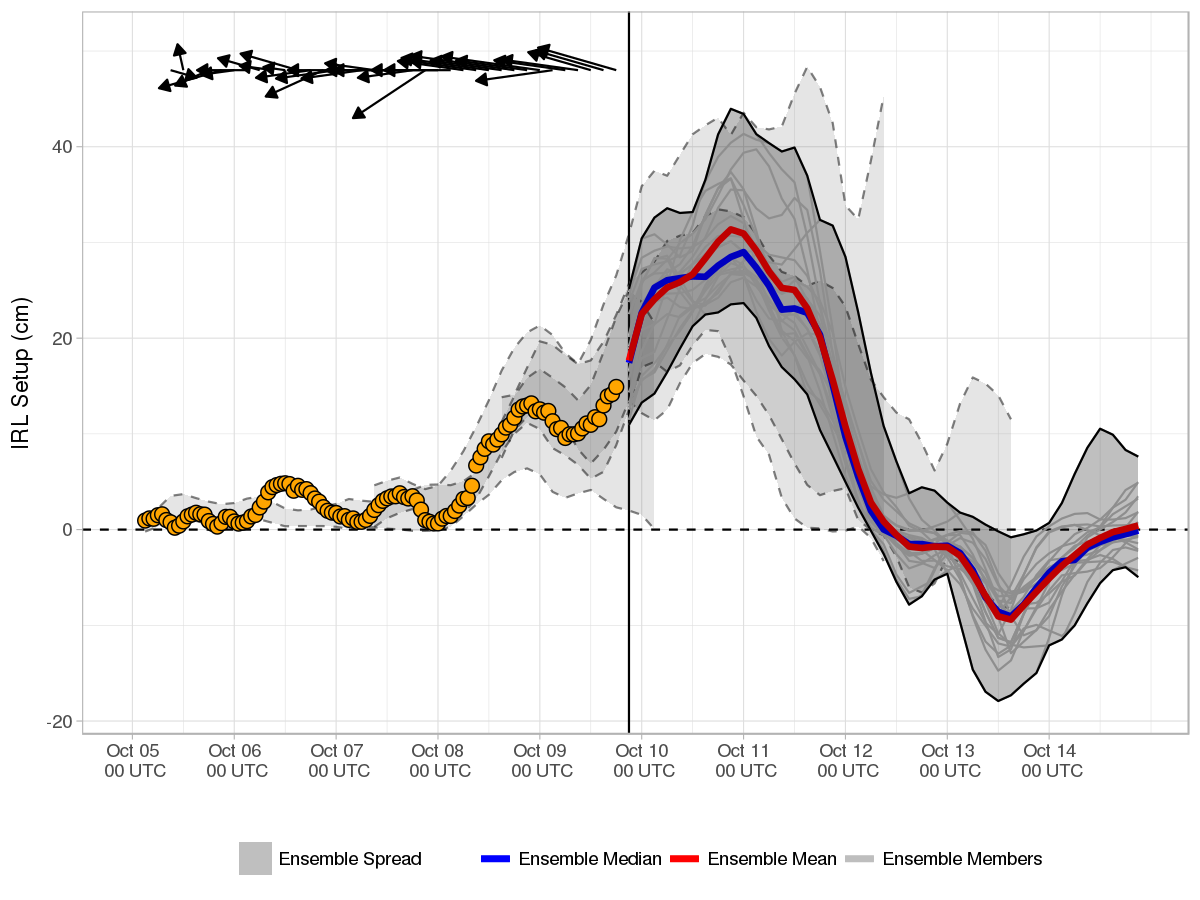 IRL Setup (cm)
40
20
0
-20
Oct 05 Oct 06 Oct 07 Oct 08 Oct 09 Oct 10 Oct 11 Oct 12 Oct 13 Oct 14
00 UTC 00 UTC 00 UTC 00 UTC 00 UTC 00 UTC 00 UTC 00 UTC 00 UTC 00 UTC
Ensemble Spread Ensemble Median Ensemble Mean Ensemble Members